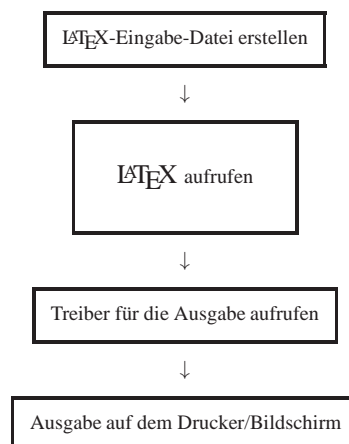 LATEX-Eingabe-Datei erstellen
↓
LATEX aufrufen
↓
Treiber für die Ausgabe aufrufen
↓
Ausgabe auf dem Drucker/Bildschirm